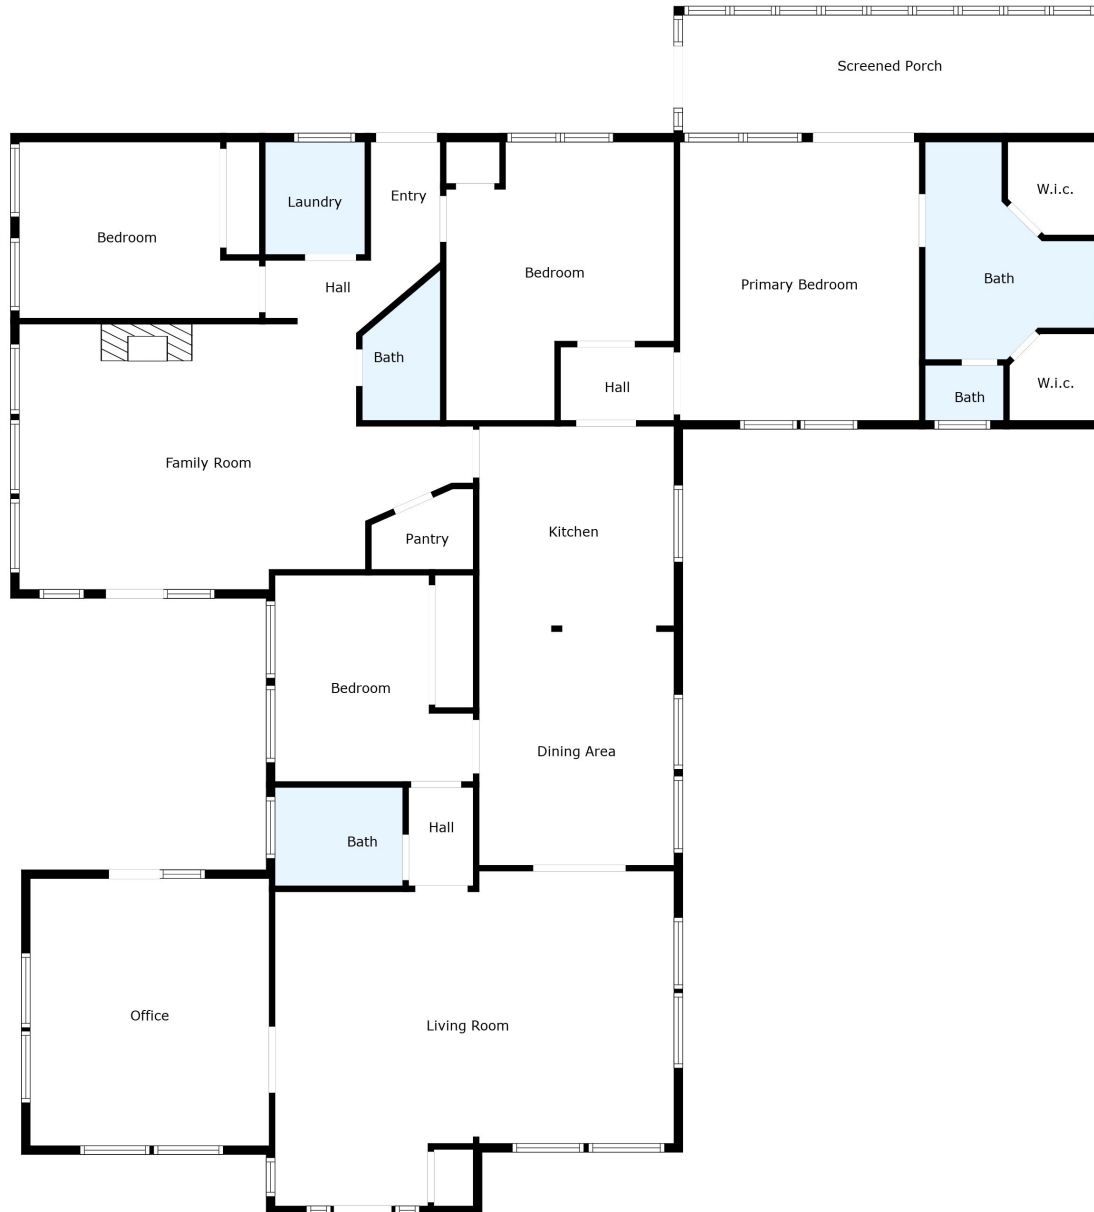 Screened Porch
W.i.c.
Laundry
Entry
Bedroom
Bedroom
Bath
Primary Bedroom
Hall
Bath
W.i.c.
Hall
Bath
Family Room
Kitchen
Pantry
Bedroom
Dining Area
Hall
Bath
Office
Living Room